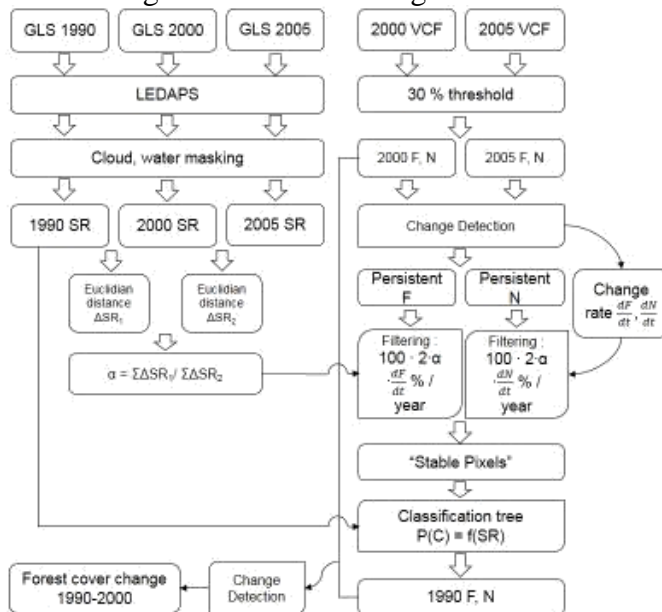 GLS 1990
GLS 2000
GLS 2005
LEDAPS
Cloud, water masking
1990 SR
2000 SR
2005 SR
Euclidian
distance
ΔSR₁
Euclidian
distance
ΔSR₂
α = ΣΔSR₁/ ΣΔSR₂
2000 VCF
2005 VCF
30 % threshold
2000 F, N
2005 F, N
Change Detection
Persistent
F
Persistent
N
Change
rate dF/dt, dN/dt
Filtering :
100 · 2·α
·dF/dt % /
year
Filtering :
100 · 2·α
·dN/dt % /
year
"Stable Pixels"
Classification tree
P(C) = f(SR)
1990 F, N
Change
Detection
Forest cover change
1990-2000